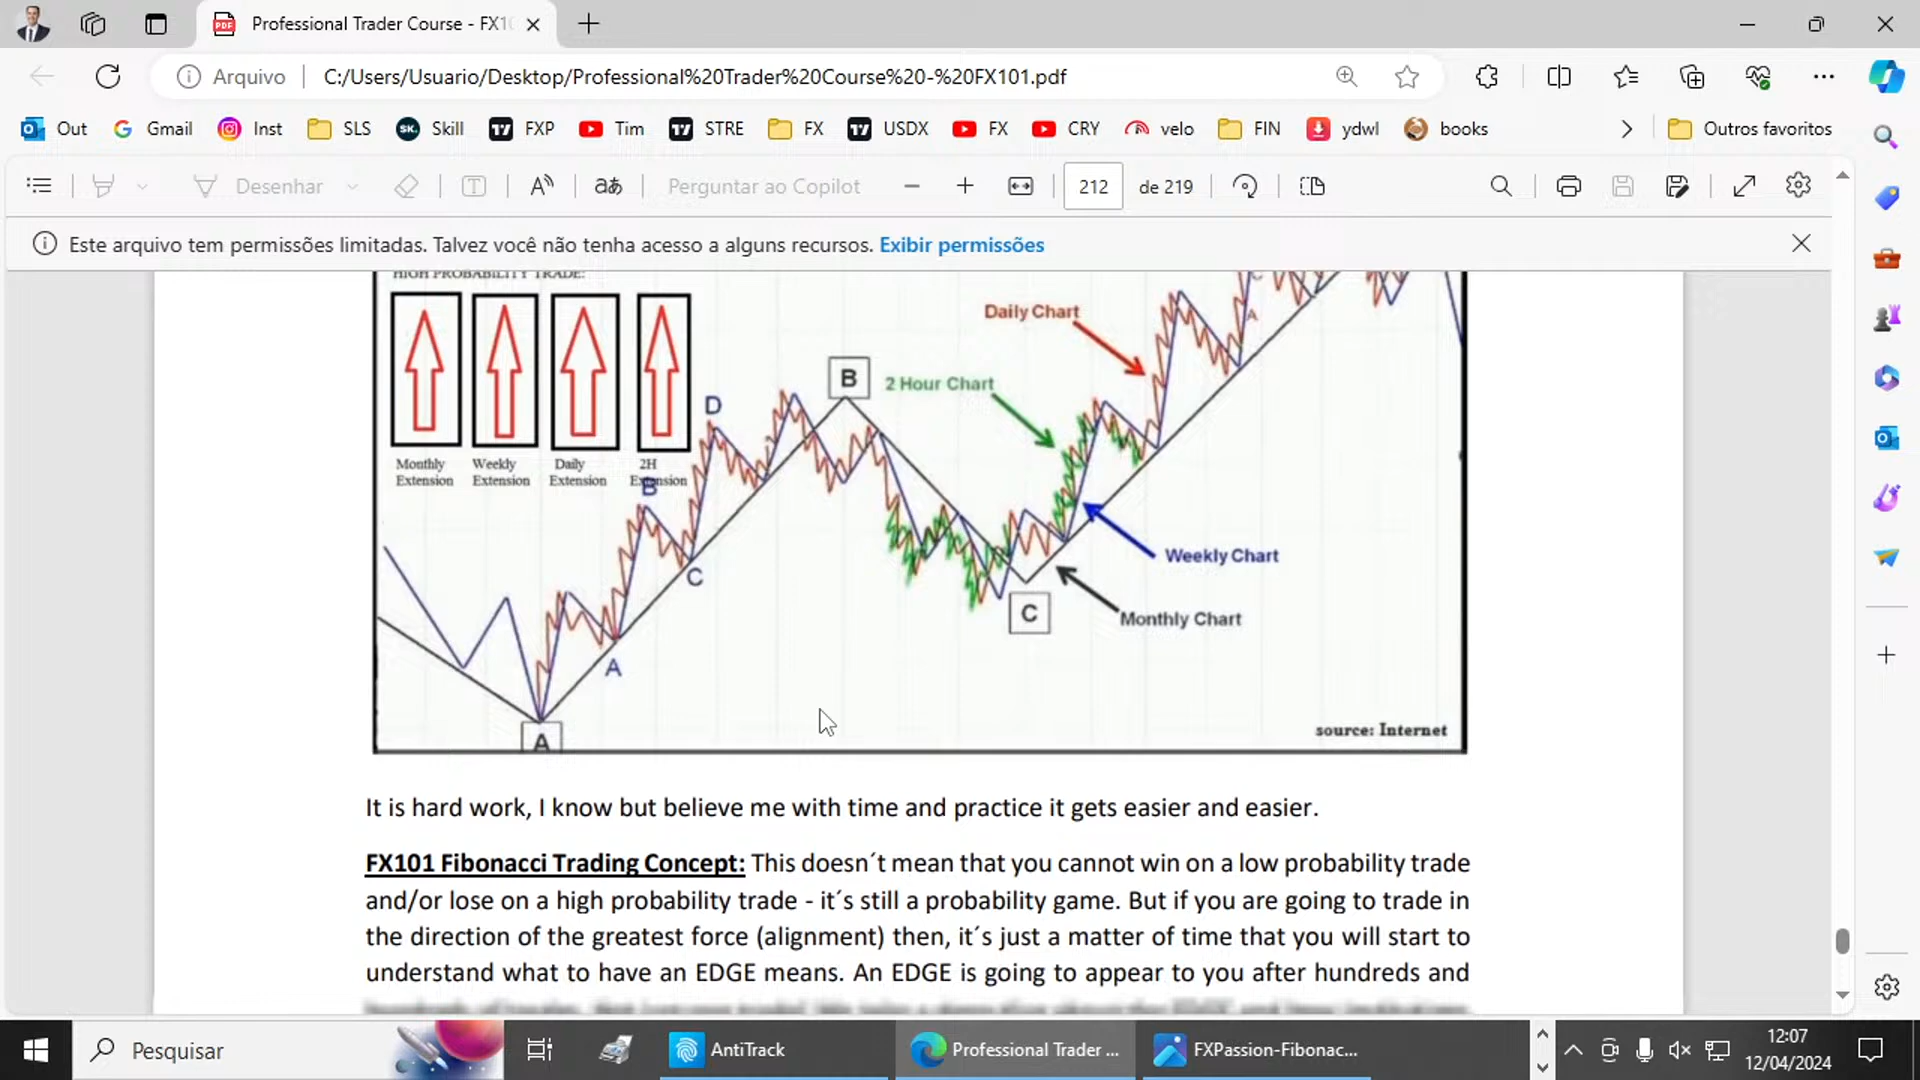 Professional Trader Course - FX10
Arquivo
C:/Users/Usuario/Desktop/Professional%20Trader%20Course%20-%20FX101.pdf
Out
Gmail
Inst
SLS
SK.
Skill
FXP
Tim
STRE
FX
USDX
FX
CRY
velo
FIN
ydwl
books
Outros favoritos
Desenhar
Perguntar ao Copilot
212
de 219
Este arquivo tem permissões limitadas. Talvez você não tenha acesso a alguns recursos. Exibir permissões
HIGH PROBABILITY TRADE:
Daily Chart
2 Hour Chart
B
D
A
Monthly Extension
Weekly Extension
Daily Extension
2H Extension
B
C
Weekly Chart
C
Monthly Chart
A
A
source: Internet
It is hard work, I know but believe me with time and practice it gets easier and easier.
FX101 Fibonacci Trading Concept: This doesn´t mean that you cannot win on a low probability trade
and/or lose on a high probability trade - it´s still a probability game. But if you are going to trade in
the direction of the greatest force (alignment) then, it´s just a matter of time that you will start to
understand what to have an EDGE means. An EDGE is going to appear to you after hundreds and
Pesquisar
AntiTrack
Professional Trader ...
FXPassion-Fibonac...
12:07
12/04/2024